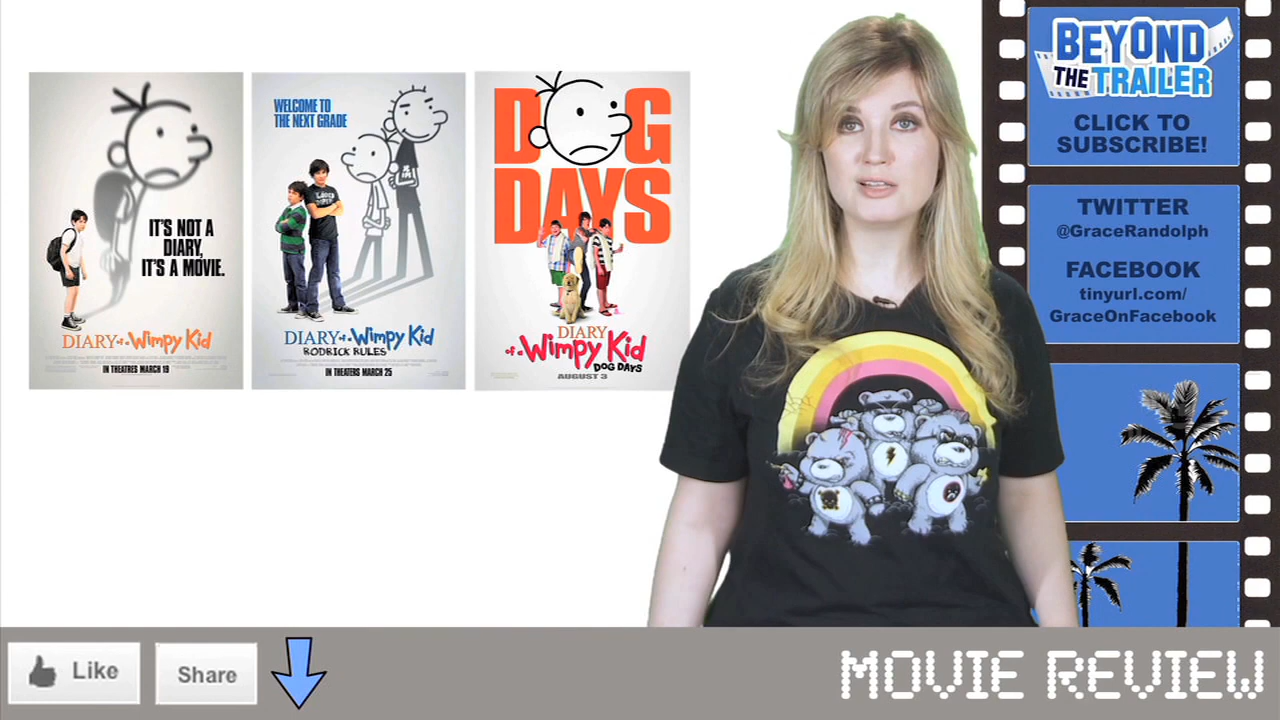 IT'S NOT A
DIARY,
IT'S A MOVIE.
DIARY of a Wimpy Kid
IN THEATRES MARCH 19
WELCOME TO
THE NEXT GRADE
DIARY of a Wimpy Kid
RODRICK RULES
IN THEATERS MARCH 25
DOG
DAYS
DIARY
of a Wimpy Kid
DOG DAYS
AUGUST 3
BEYOND
THE TRAILER
CLICK TO
SUBSCRIBE!
TWITTER
@GraceRandolph
FACEBOOK
tinyurl.com/
GraceOnFacebook
Like
Share
MOVIE REVIEW